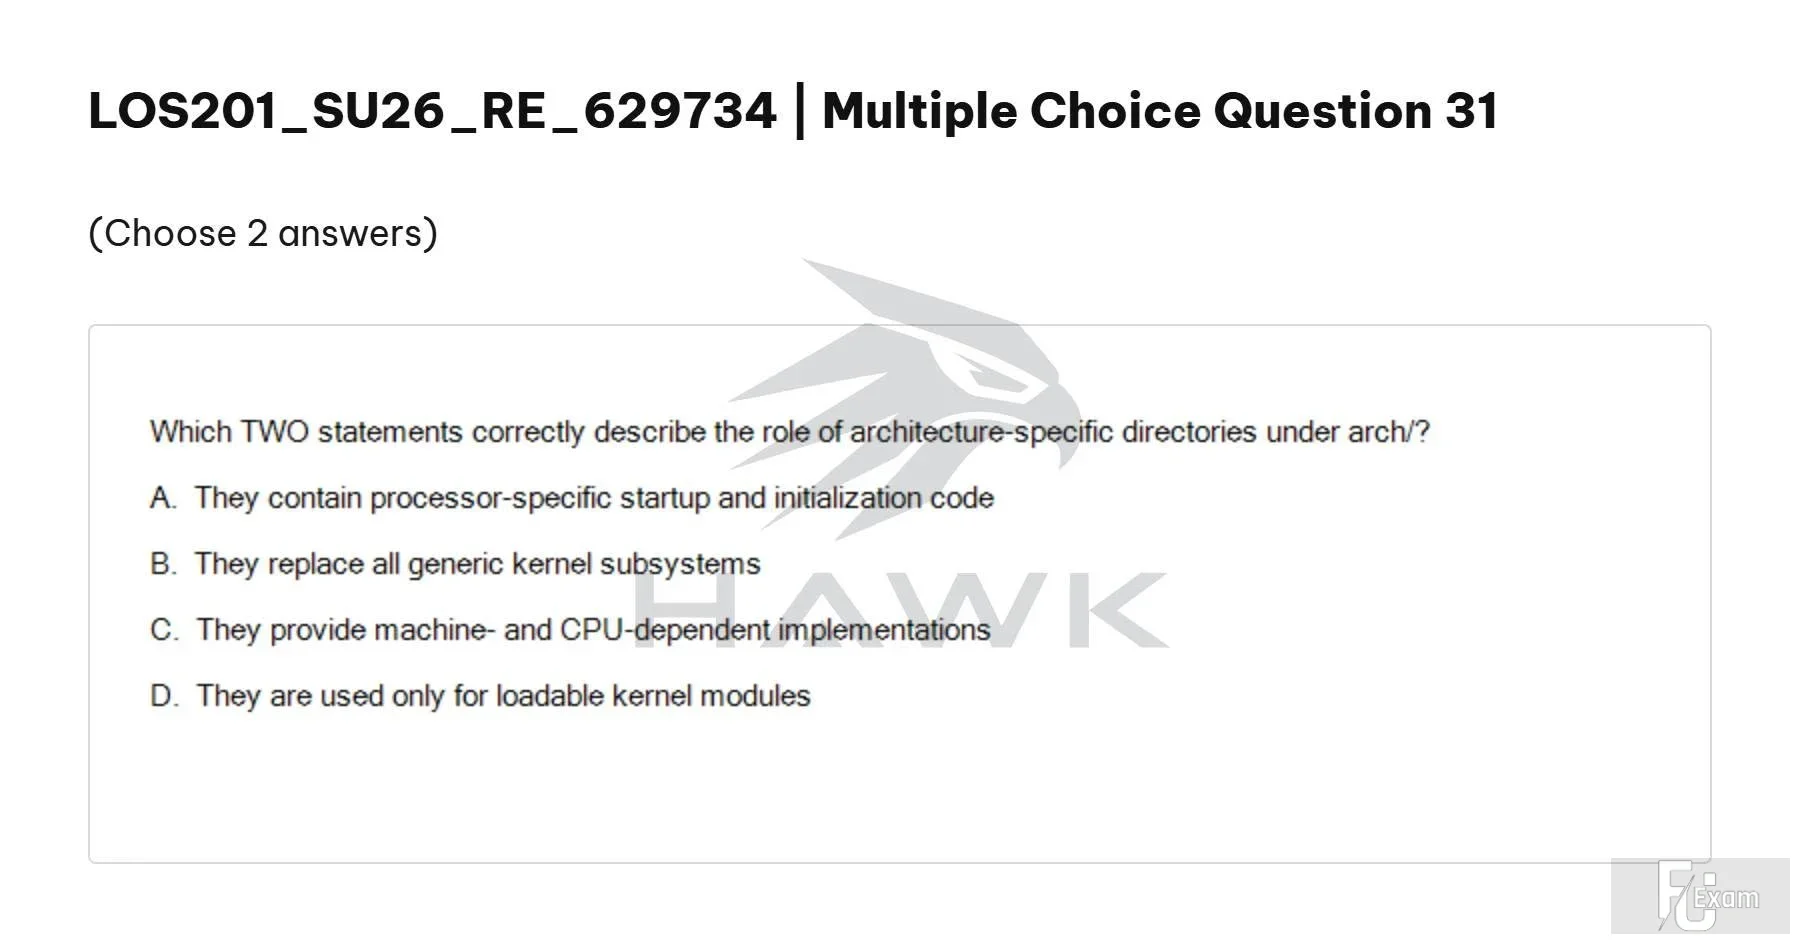 LOS201_SU26_RE_629734 | Multiple Choice Question 31
(Choose 2 answers)
Which TWO statements correctly describe the role of architecture-specific directories under arch/?
A. They contain processor-specific startup and initialization code
B. They replace all generic kernel subsystems
C. They provide machine- and CPU-dependent implementations
D. They are used only for loadable kernel modules
HAWK
FU Exam